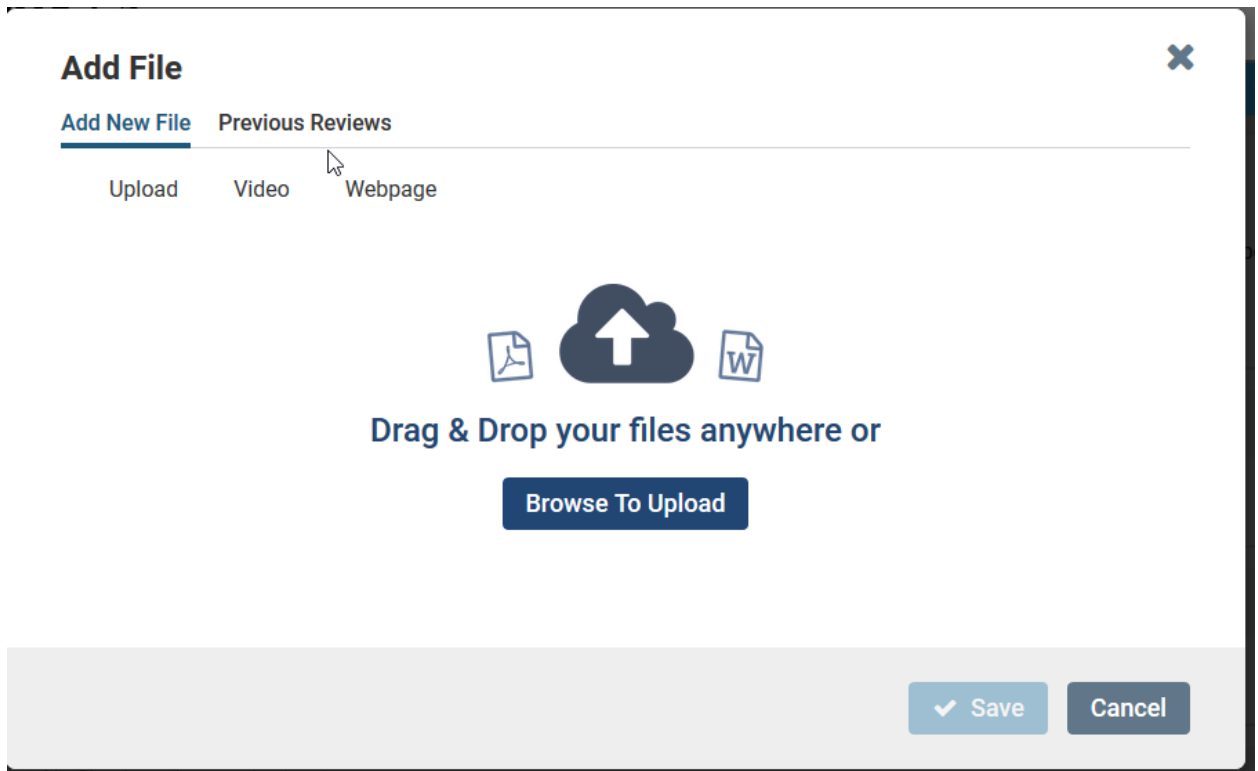 Add File
Add New File Previous Reviews
Upload Video Webpage
W
Drag & Drop your files anywhere or
Browse To Upload
Save Cancel